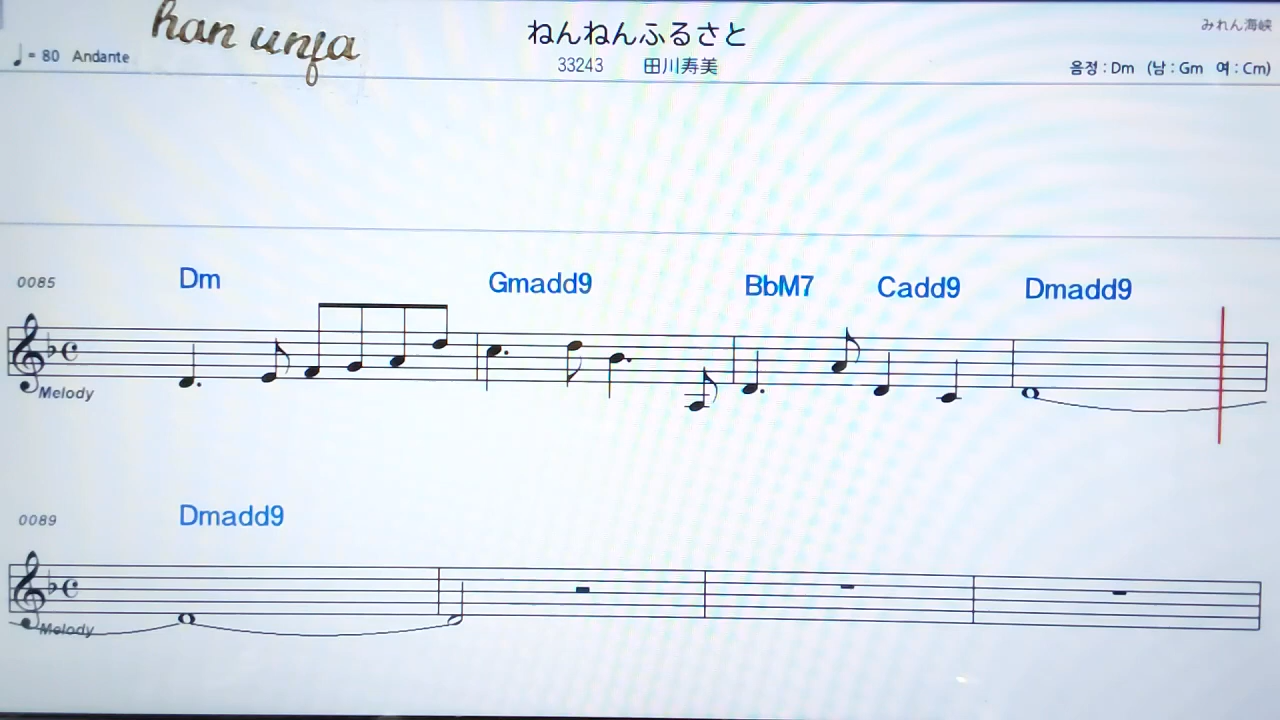 han unja
ねんねんふるさと
みれん海峡
♩= 80 Andante
33243 田川寿美
음정 : Dm (남 : Gm 여 : Cm)
0085 Dm Gmadd9 BbM7 Cadd9 Dmadd9
Melody
0089 Dmadd9
Melody